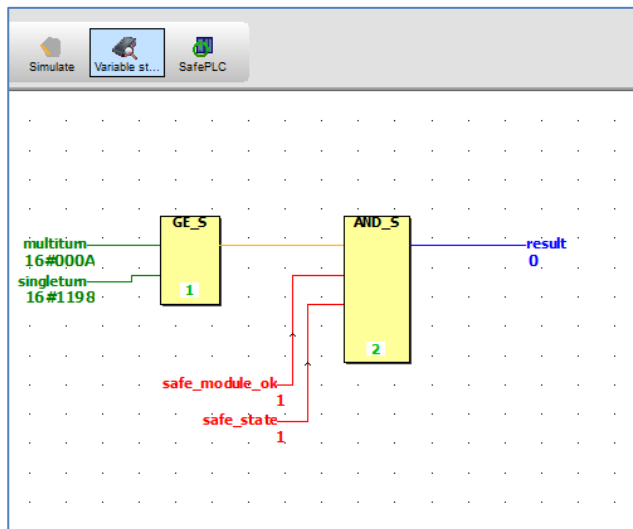 Simulate Variable st... SafePLC
GE_S AND_S
multiturn result
16#000A 0
singleturn
16#1198
1
2
safe_module_ok
1
safe_state
1